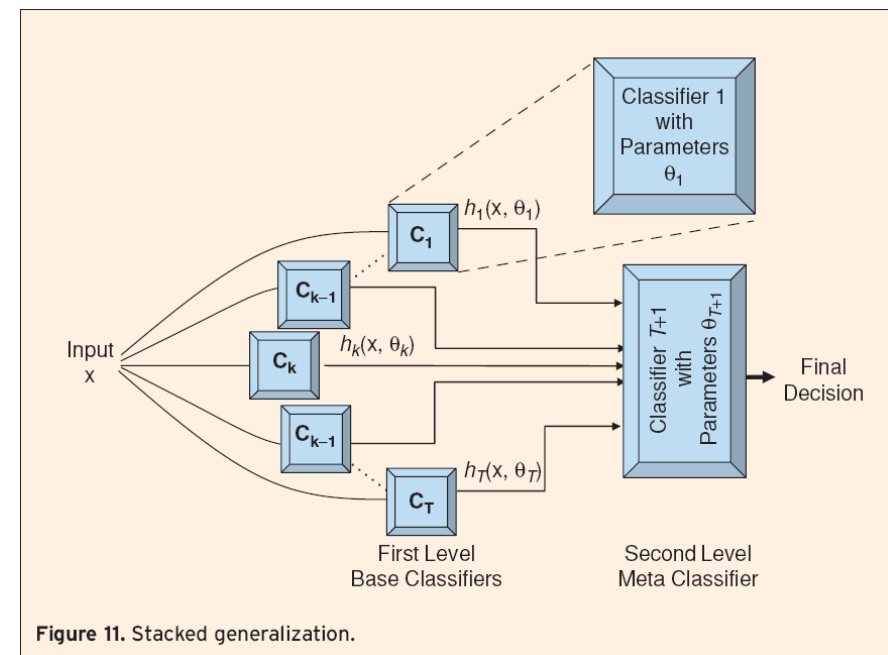 Classifier 1
with
Parameters
θ1
h1(x, θ1)
C1
Ck–1
Input
x
Ck
hk(x, θk)
Ck–1
CT
hT(x, θT)
Classifier T+1
with
Parameters θT+1
Final
Decision
First Level
Base Classifiers
Second Level
Meta Classifier
Figure 11. Stacked generalization.